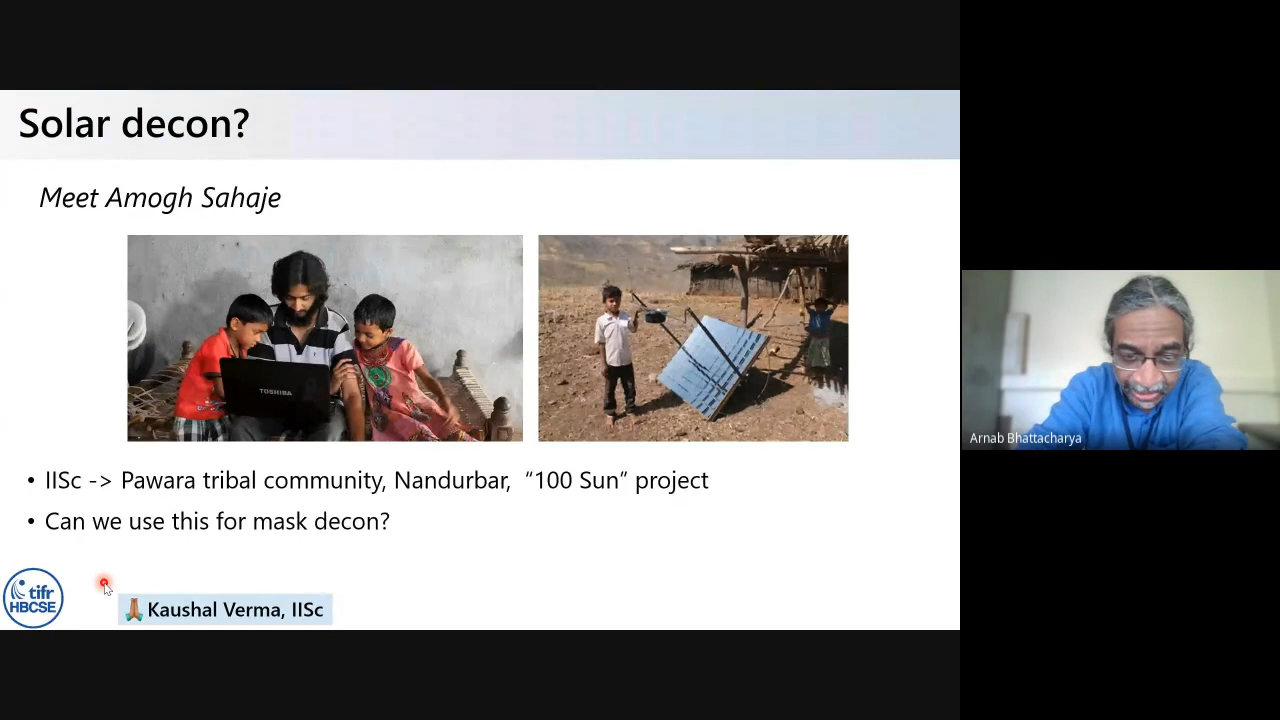 Solar decon?
Meet Amogh Sahaje
TOSHIBA
• IISc -> Pawara tribal community, Nandurbar, “100 Sun” project
• Can we use this for mask decon?
tifr
HBCSE
🙏🏽 Kaushal Verma, IISc
Arnab Bhattacharya